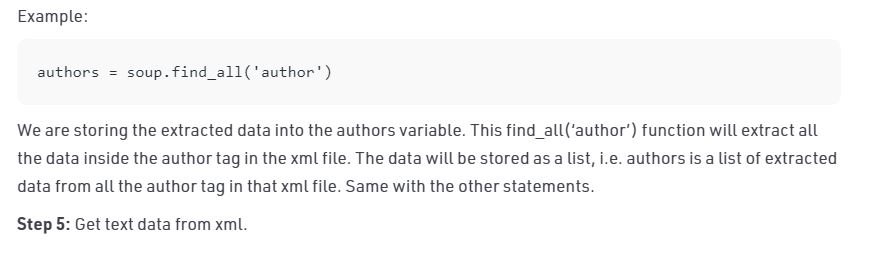 Example:
authors = soup.find_all('author')
We are storing the extracted data into the authors variable. This find_all(‘author’) function will extract all
the data inside the author tag in the xml file. The data will be stored as a list, i.e. authors is a list of extracted
data from all the author tag in that xml file. Same with the other statements.
Step 5: Get text data from xml.